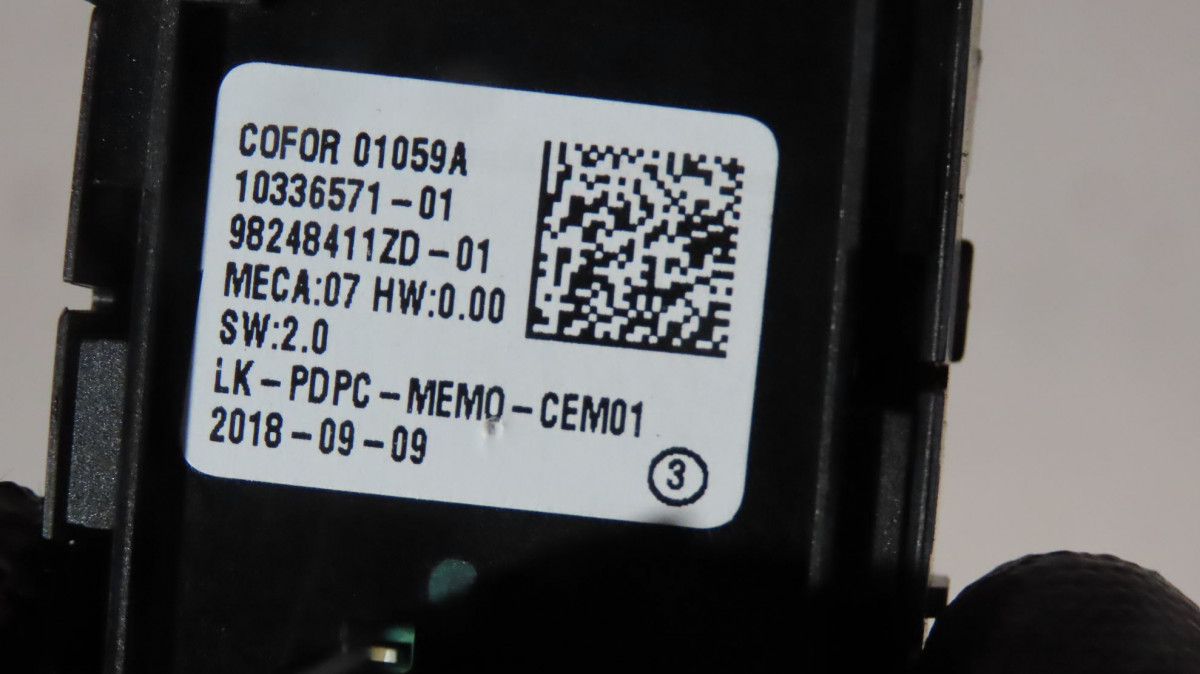 COFOR 01059A
10336571-01
98248411ZD-01
MECA:07 HW:0.00
SW:2.0
LK-PDPC-MEMO-CEM01
2018-09-09
3